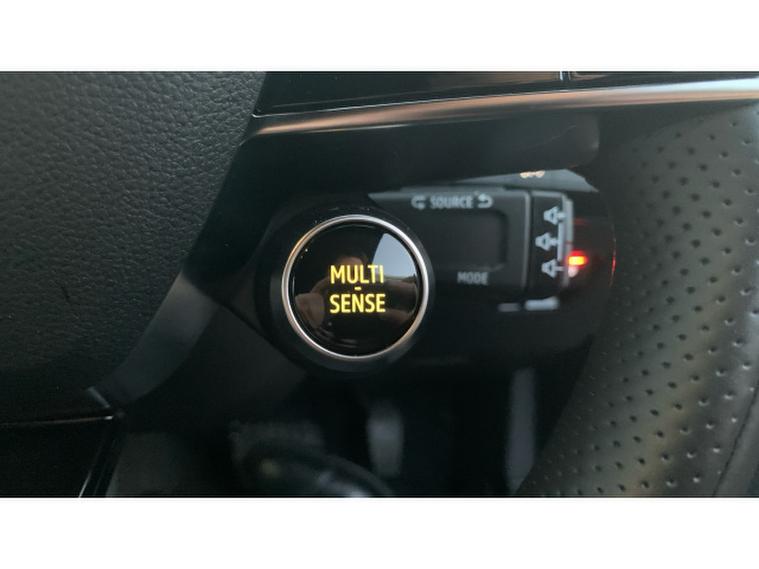 SOURCE
MULTI
-
SENSE
MODE